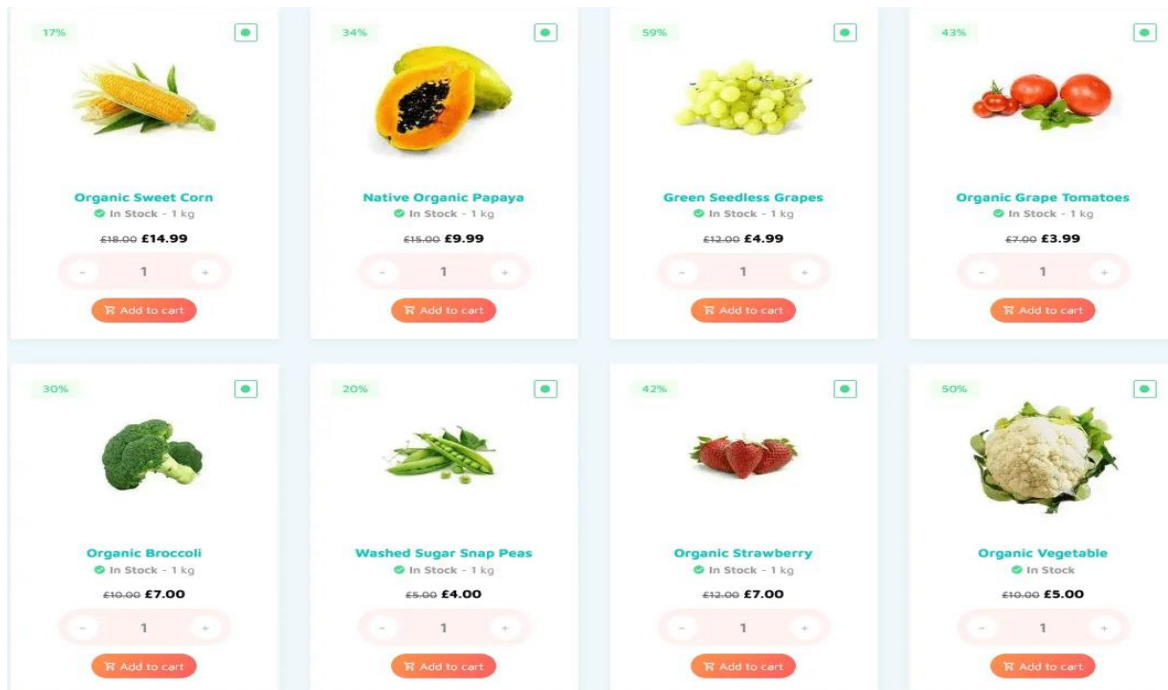 17%
Organic Sweet Corn
In Stock - 1 kg
£18.00 £14.99
- 1 +
Add to cart
34%
Native Organic Papaya
In Stock - 1 kg
£15.00 £9.99
- 1 +
Add to cart
59%
Green Seedless Grapes
In Stock - 1 kg
£12.00 £4.99
- 1 +
Add to cart
43%
Organic Grape Tomatoes
In Stock - 1 kg
£7.00 £3.99
- 1 +
Add to cart
30%
Organic Broccoli
In Stock - 1 kg
£10.00 £7.00
- 1 +
Add to cart
20%
Washed Sugar Snap Peas
In Stock - 1 kg
£5.00 £4.00
- 1 +
Add to cart
42%
Organic Strawberry
In Stock - 1 kg
£12.00 £7.00
- 1 +
Add to cart
50%
Organic Vegetable
In Stock
£10.00 £5.00
- 1 +
Add to cart